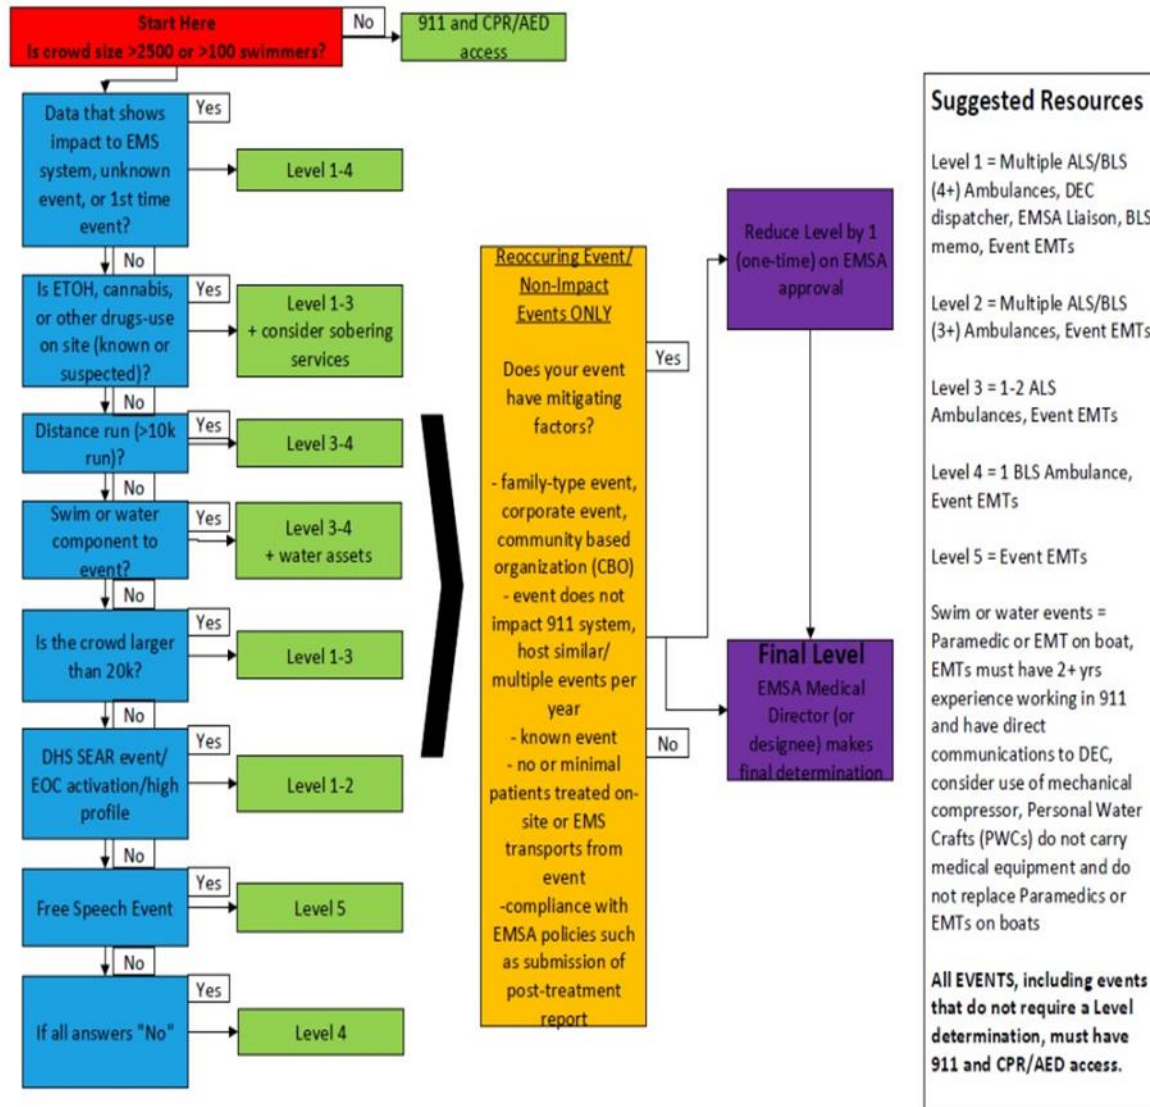 Start Here
Is crowd size >2500 or >100 swimmers?
No
911 and CPR/AED
access
Data that shows
impact to EMS
system, unknown
event, or 1st time
event?
Yes
Level 1-4
No
Is ETOH, cannabis,
or other drugs-use
on site (known or
suspected)?
Yes
Level 1-3
+ consider sobering
services
No
Distance run (>10k
run)?
Yes
Level 3-4
No
Swim or water
component to
event?
Yes
Level 3-4
+ water assets
No
Is the crowd larger
than 20k?
Yes
Level 1-3
No
DHS SEAR event/
EOC activation/high
profile
Yes
Level 1-2
No
Free Speech Event
Yes
Level 5
No
If all answers "No"
Yes
Level 4
Reoccuring Event/
Non-Impact
Events ONLY
Does your event
have mitigating
factors?
- family-type event,
corporate event,
community based
organization (CBO)
- event does not
impact 911 system,
host similar/
multiple events per
year
- known event
- no or minimal
patients treated on-
site or EMS
transports from
event
-compliance with
EMSA policies such
as submission of
post-treatment
report
Yes
No
Reduce Level by 1
(one-time) on EMSA
approval
Final Level
EMSA Medical
Director (or
designee) makes
final determination
Suggested Resources
Level 1 = Multiple ALS/BLS
(4+) Ambulances, DEC
dispatcher, EMSA Liaison, BLS
memo, Event EMTs
Level 2 = Multiple ALS/BLS
(3+) Ambulances, Event EMTs
Level 3 = 1-2 ALS
Ambulances, Event EMTs
Level 4 = 1 BLS Ambulance,
Event EMTs
Level 5 = Event EMTs
Swim or water events =
Paramedic or EMT on boat,
EMTs must have 2+ yrs
experience working in 911
and have direct
communications to DEC,
consider use of mechanical
compressor, Personal Water
Crafts (PWCs) do not carry
medical equipment and do
not replace Paramedics or
EMTs on boats
All EVENTS, including events
that do not require a Level
determination, must have
911 and CPR/AED access.